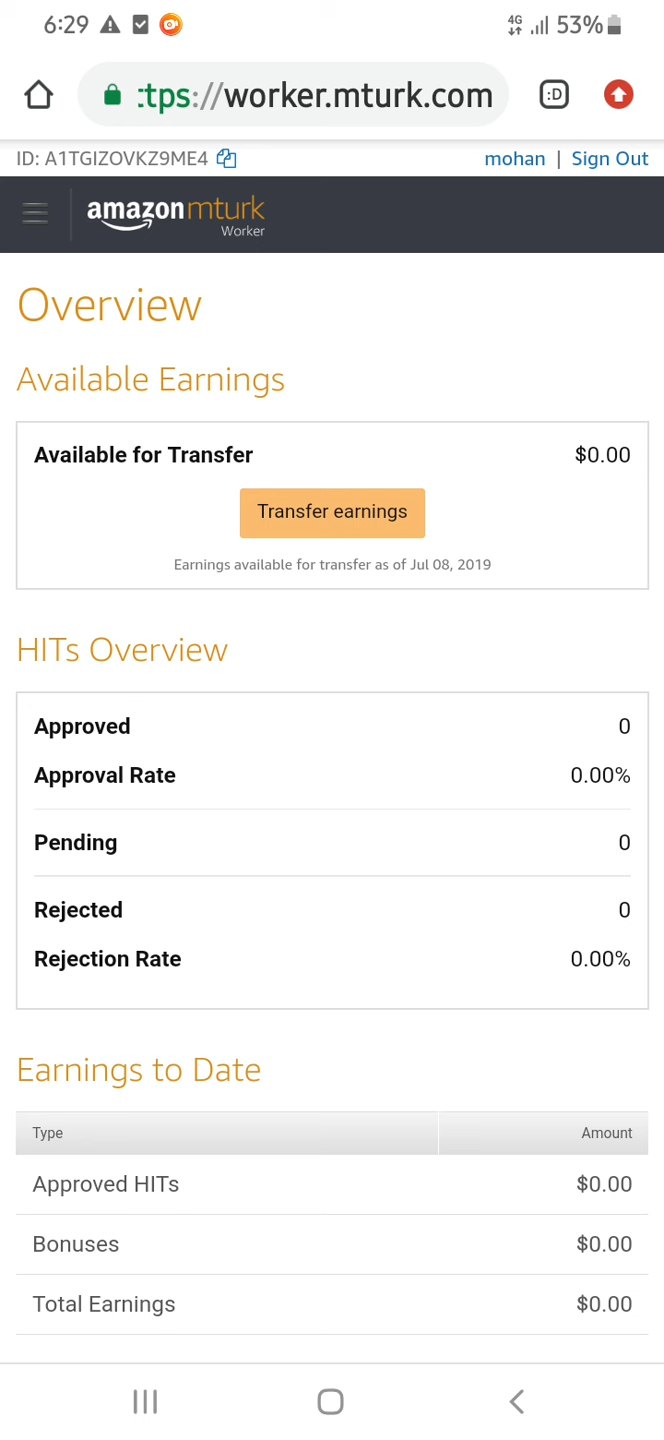 6:29 4G 53%
:D
:tps://worker.mturk.com
ID: A1TGIZOVKZ9ME4 mohan | Sign Out
amazonmturk
Worker
Overview
Available Earnings
Available for Transfer $0.00
Transfer earnings
Earnings available for transfer as of Jul 08, 2019
HITs Overview
Approved 0
Approval Rate 0.00%
Pending 0
Rejected 0
Rejection Rate 0.00%
Earnings to Date
Type Amount
Approved HITs $0.00
Bonuses $0.00
Total Earnings $0.00